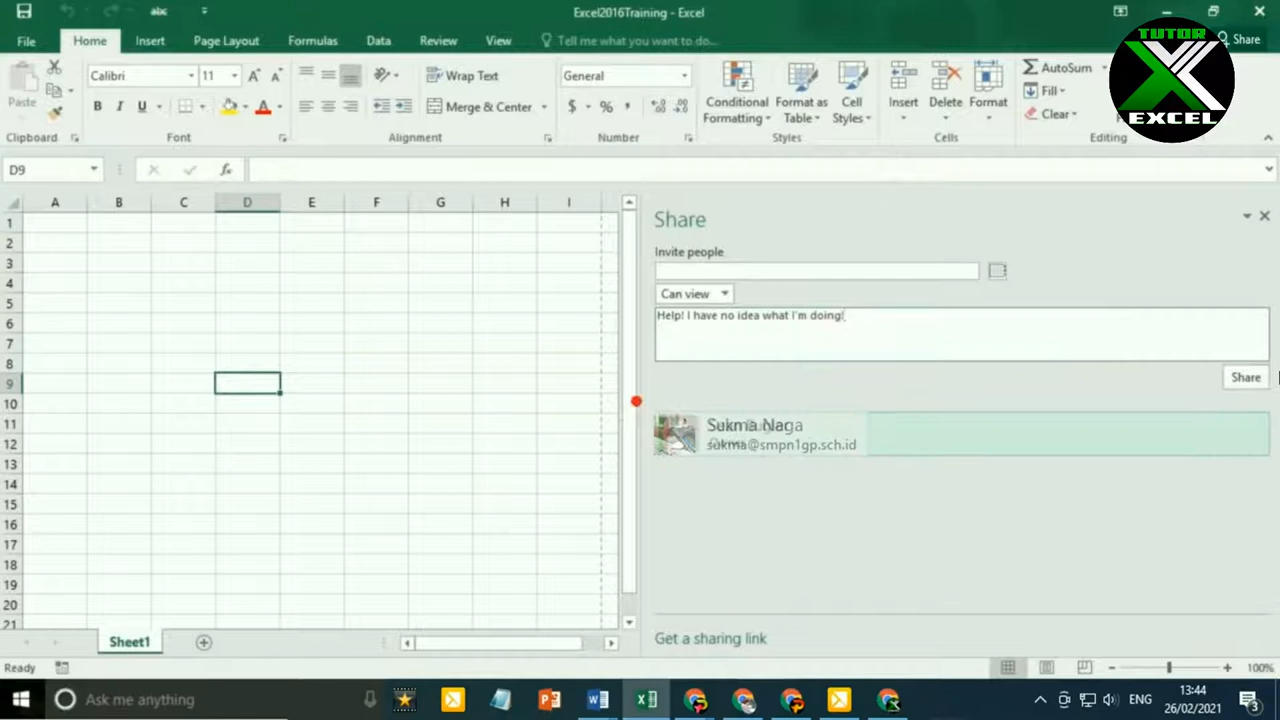 Excel2016Training - Excel
File Home Insert Page Layout Formulas Data Review View Tell me what you want to do... Share
TUTOR
EXCEL
Paste
Calibri 11
B I U
Wrap Text
Merge & Center
General
$ % ,
Conditional Formatting
Format as Table
Cell Styles
Insert Delete Format
AutoSum
Fill
Clear
Clipboard Font Alignment Number Styles Cells Editing
D9 fx
A B C D E F G H I
1
2
3
4
5
6
7
8
9
10
11
12
13
14
15
16
17
18
19
20
21
Share
Invite people
Can view
Help! I have no idea what I'm doing!
Share
Sukma Naga
sukma@smpn1gp.sch.id
Get a sharing link
Sheet1
Ready 100%
Ask me anything
ENG
13:44
26/02/2021
3